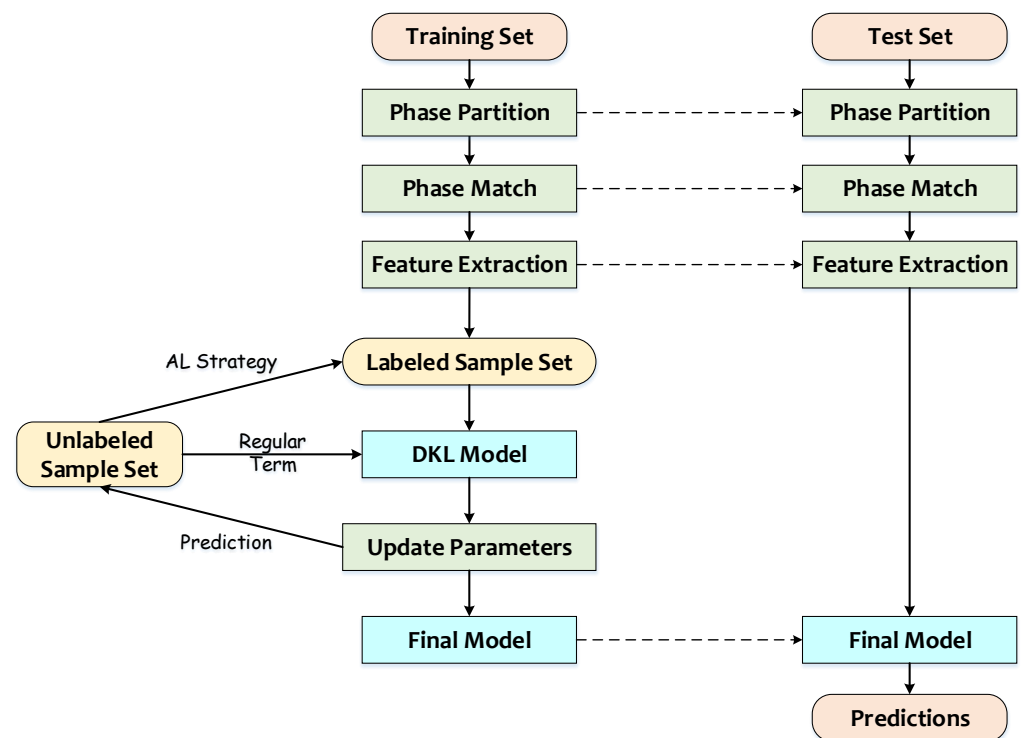 Training Set
Test Set
Phase Partition
Phase Partition
Phase Match
Phase Match
Feature Extraction
Feature Extraction
AL Strategy
Labeled Sample Set
Unlabeled
Sample Set
Regular
Term
DKL Model
Prediction
Update Parameters
Final Model
Final Model
Predictions